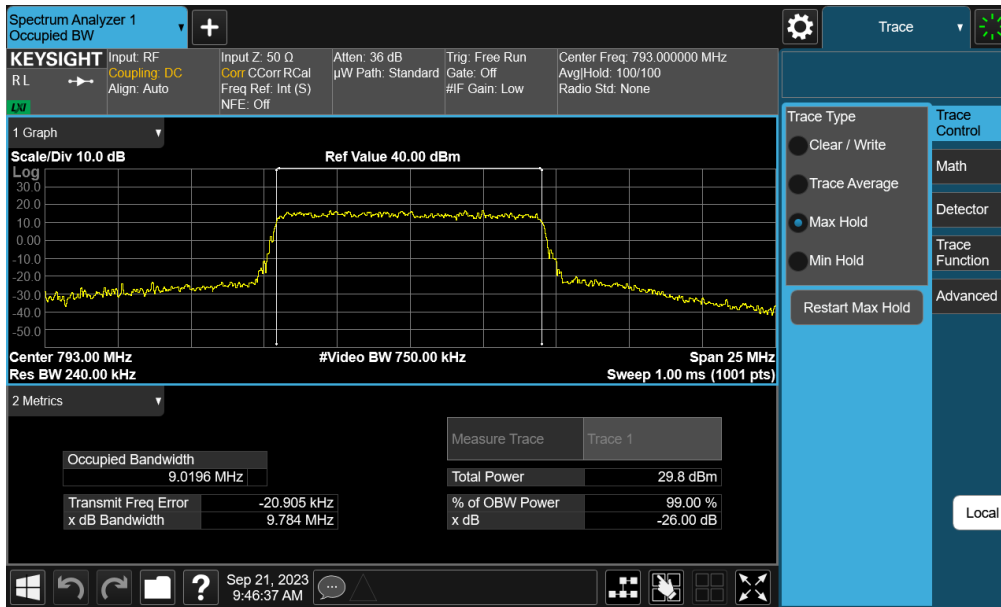 Spectrum Analyzer 1
Occupied BW
+
Trace
KEYSIGHT
R L
LXI
Input: RF
Coupling: DC
Align: Auto
Input Z: 50 Ω
Corr CCorr RCal
Freq Ref: Int (S)
NFE: Off
Atten: 36 dB
µW Path: Standard
Trig: Free Run
Gate: Off
#IF Gain: Low
Center Freq: 793.000000 MHz
Avg|Hold: 100/100
Radio Std: None
1 Graph
Scale/Div 10.0 dB
Ref Value 40.00 dBm
Log
30.0
20.0
10.0
0.00
-10.0
-20.0
-30.0
-40.0
-50.0
Center 793.00 MHz
#Video BW 750.00 kHz
Span 25 MHz
Res BW 240.00 kHz
Sweep 1.00 ms (1001 pts)
2 Metrics
Measure Trace
Trace 1
Occupied Bandwidth
9.0196 MHz
Total Power
29.8 dBm
Transmit Freq Error
-20.905 kHz
% of OBW Power
99.00 %
x dB Bandwidth
9.784 MHz
x dB
-26.00 dB
Trace Type
Clear / Write
Trace Average
Max Hold
Min Hold
Restart Max Hold
Trace
Control
Math
Detector
Trace
Function
Advanced
Local
?
Sep 21, 2023
9:46:37 AM